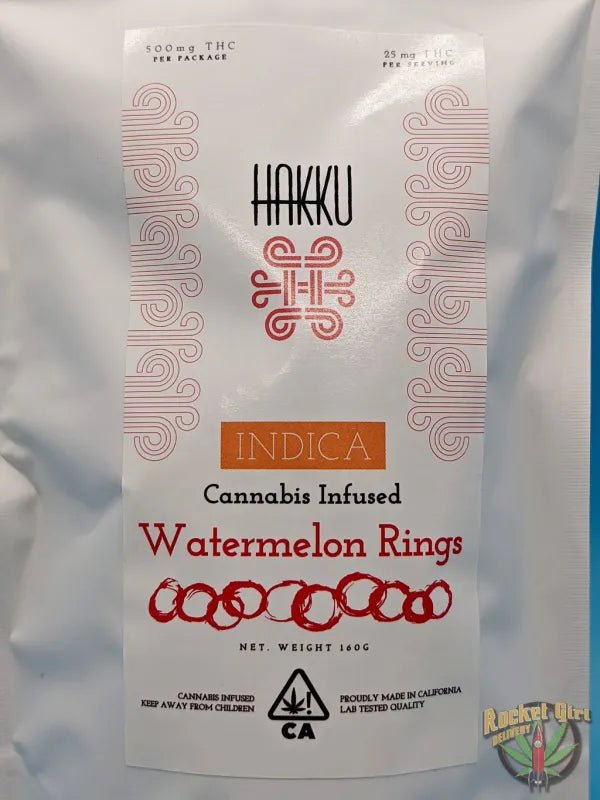 500mg THC
PER PACKAGE
25 mg THC
PER SERVING
HAKKU
INDICA
Cannabis Infused
Watermelon Rings
NET. WEIGHT 160G
CANNABIS INFUSED
KEEP AWAY FROM CHILDREN
!
CA
PROUDLY MADE IN CALIFORNIA
LAB TESTED QUALITY
Rocket Girl
DELIVERY